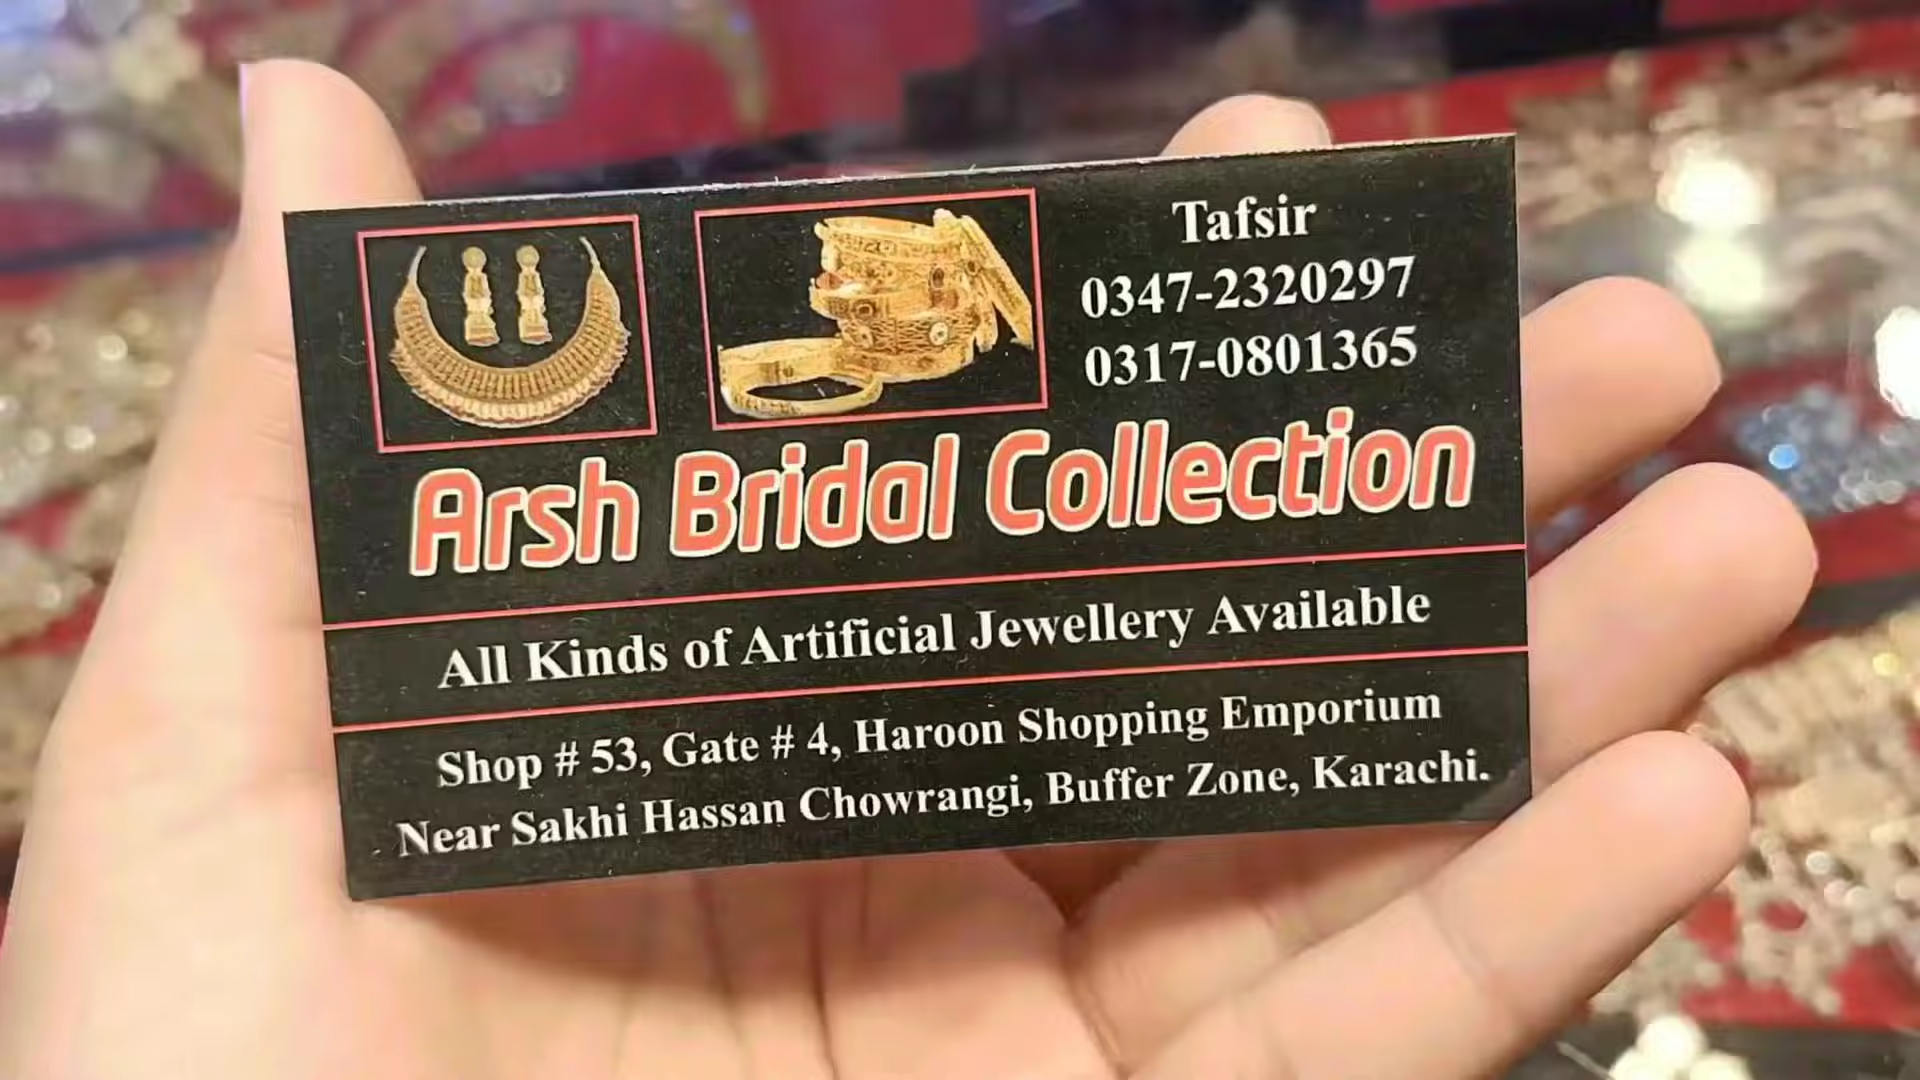 Tafsir
0347-2320297
0317-0801365
Arsh Bridal Collection
All Kinds of Artificial Jewellery Available
Shop # 53, Gate # 4, Haroon Shopping Emporium
Near Sakhi Hassan Chowrangi, Buffer Zone, Karachi.